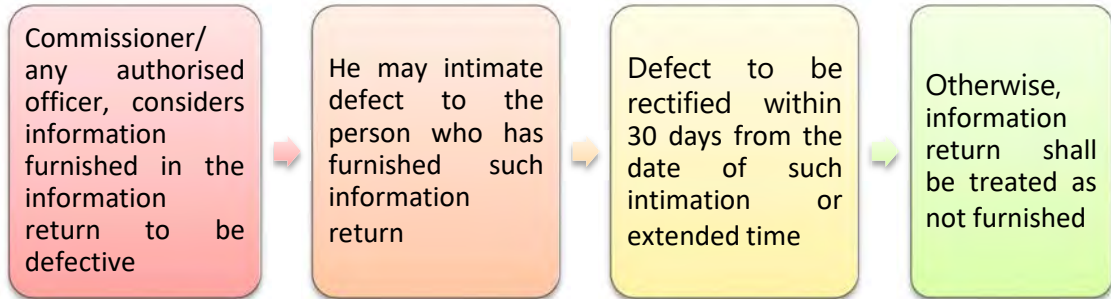 Commissioner/
any authorised
officer, considers
information
furnished in the
information
return to be
defective
He may intimate
defect to the
person who has
furnished such
information
return
Defect to be
rectified within
30 days from the
date of such
intimation or
extended time
Otherwise,
information
return shall
be treated as
not furnished